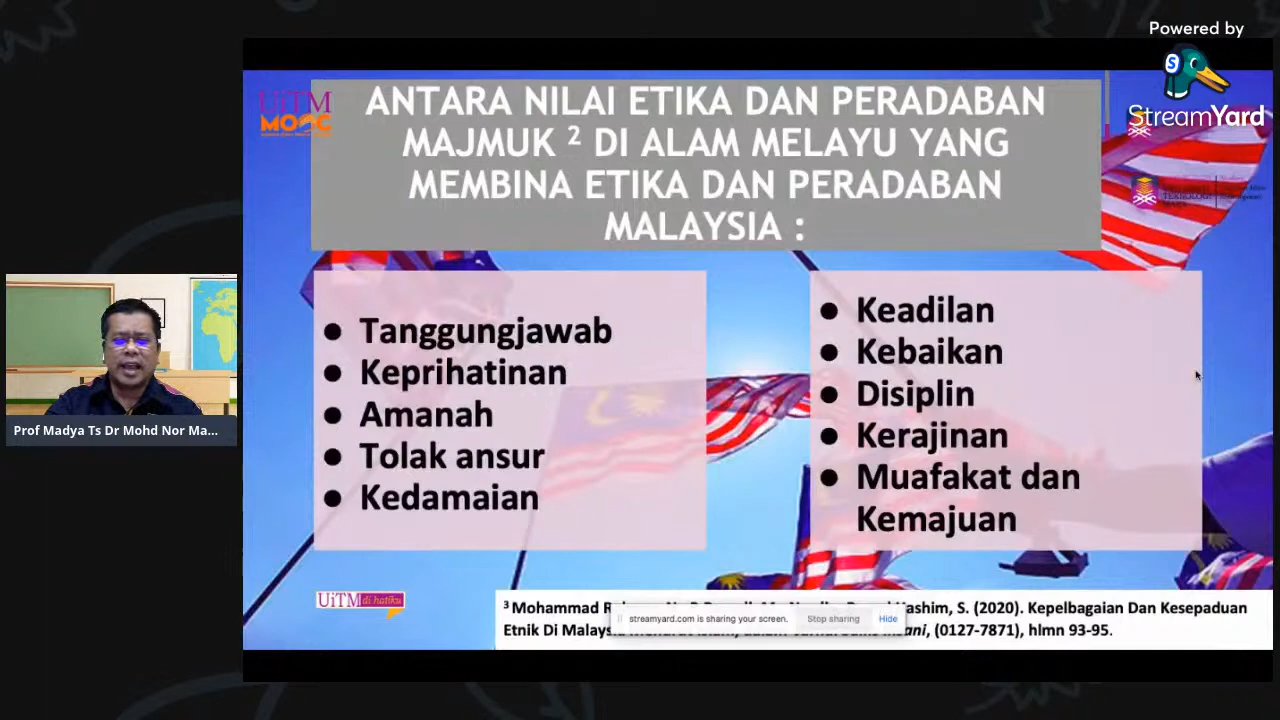 Powered by
StreamYard
UiTM
MOOC
ANTARA NILAI ETIKA DAN PERADABAN
MAJMUK ² DI ALAM MELAYU YANG
MEMBINA ETIKA DAN PERADABAN
MALAYSIA :
TEKNOLOGI
● Tanggungjawab
● Keprihatinan
● Amanah
● Tolak ansur
● Kedamaian
● Keadilan
● Kebaikan
● Disiplin
● Kerajinan
● Muafakat dan
Kemajuan
Prof Madya Ts Dr Mohd Nor Ma...
UiTM di hatiku
³ Mohammad Hashim, S. (2020). Kepelbagaian Dan Kesepaduan
Etnik Di Malaysia (0127-7871), hlmn 93-95.
streamyard.com is sharing your screen. Stop sharing Hide